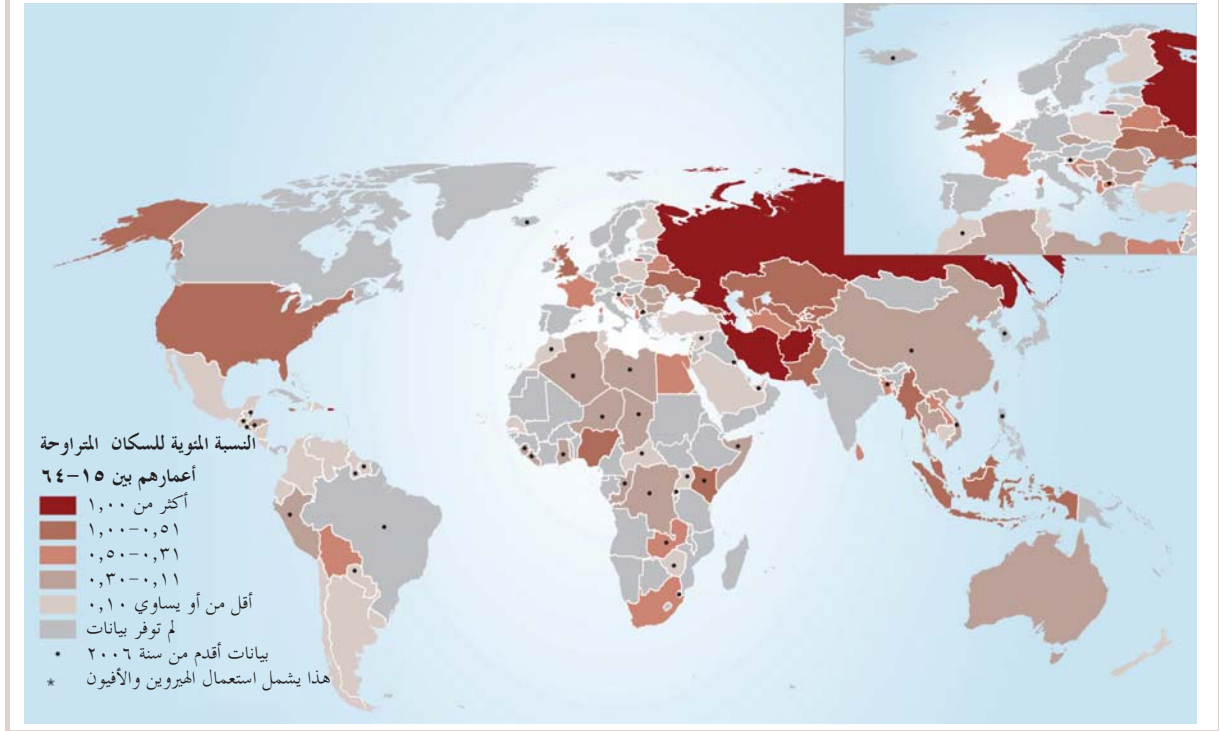 النسبة المئوية للسكان المتراوحة
أعمارهم بين ١٥-٦٤
أكثر من ١,٠٠
٠,٥١-١,٠٠
٠,٣١-٠,٥٠
٠,١١-٠,٣٠
أقل من أو يساوي ٠,١٠
لم توفر بيانات
بيانات أقدم من سنة ٢٠٠٦ •
هذا يشمل استعمال الهيروين والأفيون *